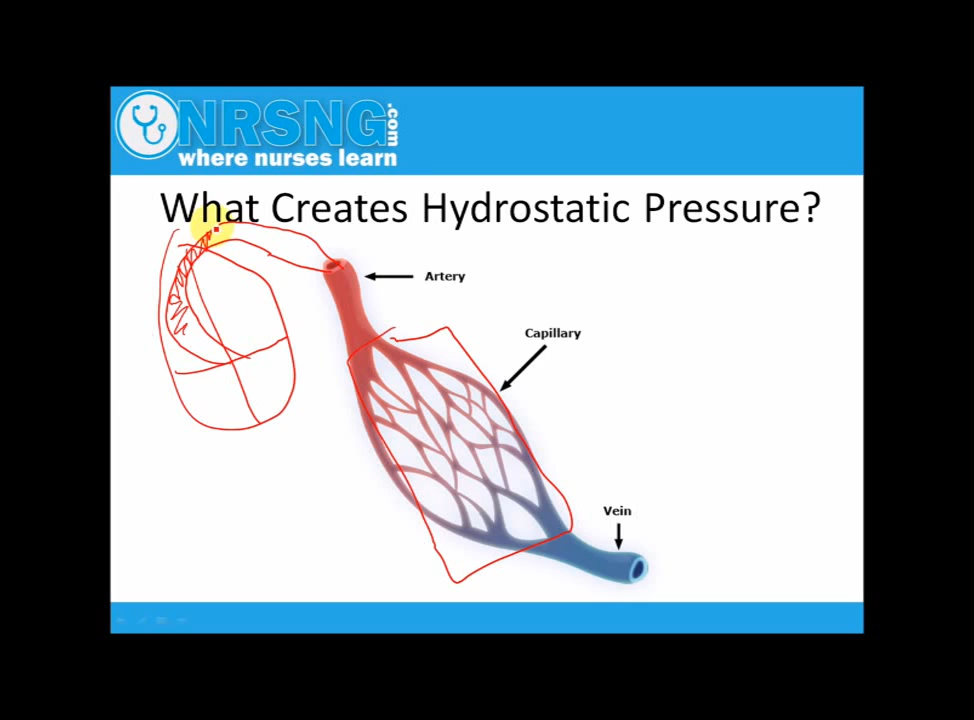 NRSNG.com
where nurses learn
What Creates Hydrostatic Pressure?
Artery
Capillary
Vein